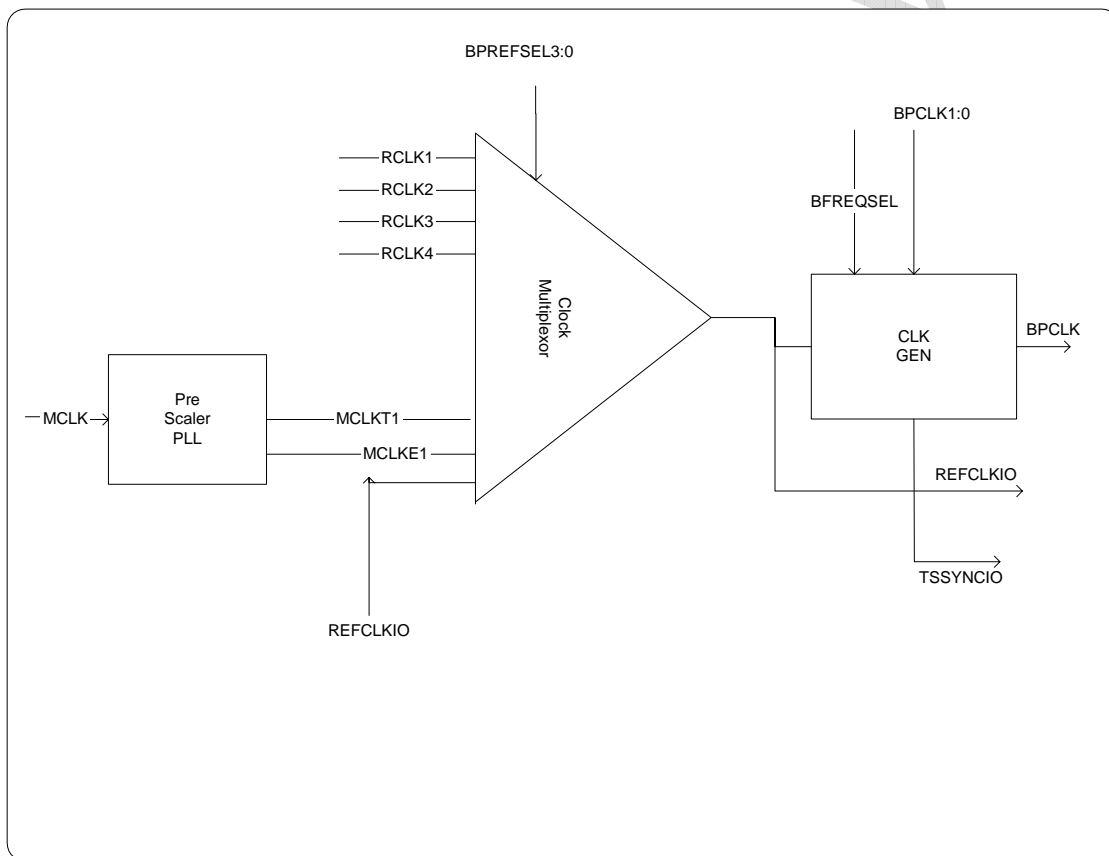 BPREFSEL3:0
BPCLK1:0
RCLK1
RCLK2
RCLK3
RCLK4
BFREQSEL
Clock
Multiplexor
CLK
GEN
BPCLK
Pre
Scaler
PLL
MCLK
MCLKT1
MCLKE1
REFCLKIO
TSSYNCIO
REFCLKIO